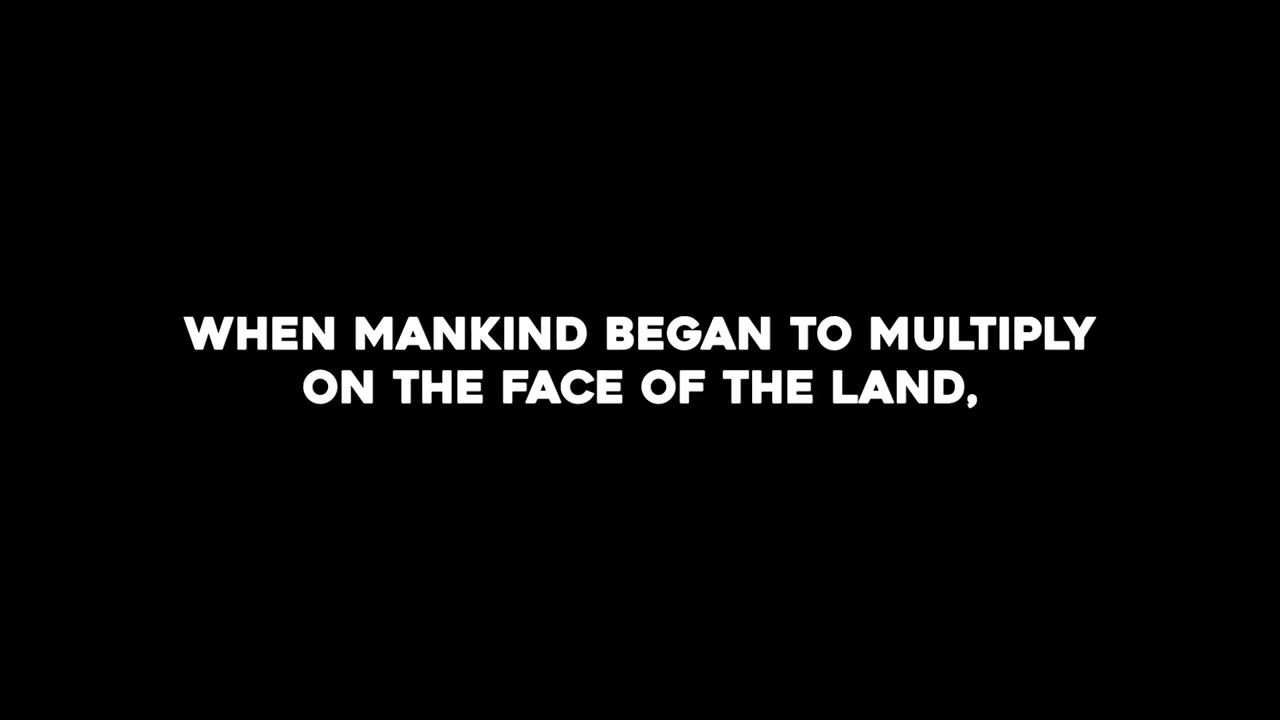 WHEN MANKIND BEGAN TO MULTIPLY
ON THE FACE OF THE LAND,